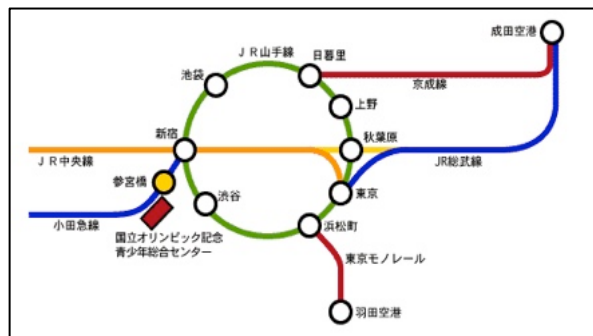 成田空港
JR山手線
日暮里
池袋
京成線
上野
新宿
秋葉原
JR中央線
JR総武線
参宮橋
渋谷
東京
小田急線
浜松町
国立オリンピック記念
青少年総合センター
東京モノレール
羽田空港